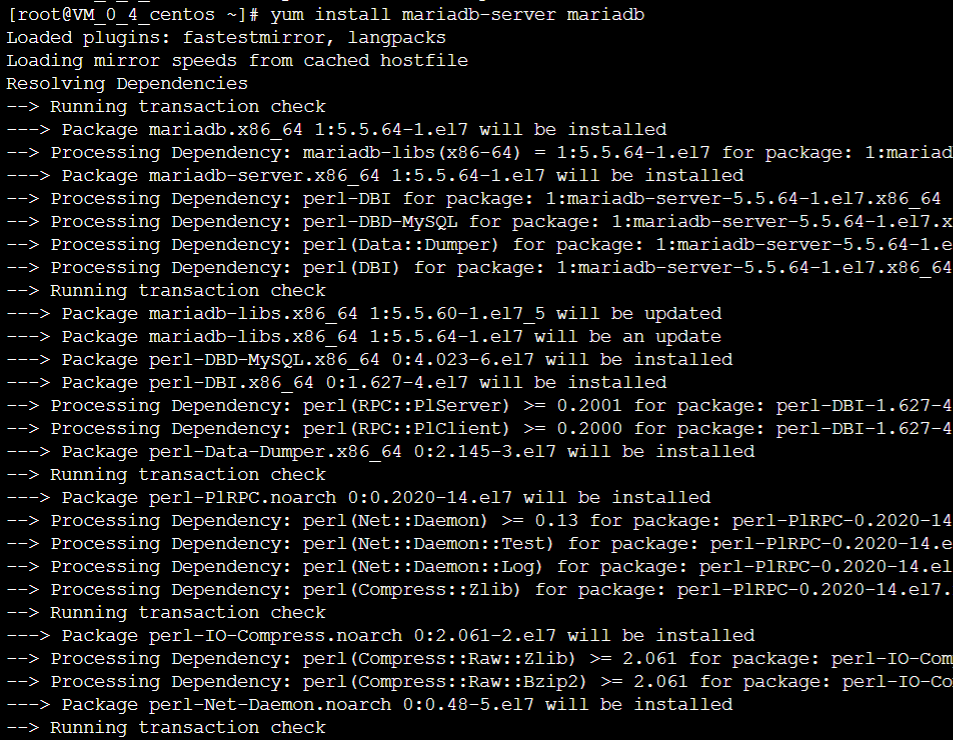 [root@VM_0_4_centos ~]# yum install mariadb-server mariadb
Loaded plugins: fastestmirror, langpacks
Loading mirror speeds from cached hostfile
Resolving Dependencies
--> Running transaction check
---> Package mariadb.x86_64 1:5.5.64-1.el7 will be installed
--> Processing Dependency: mariadb-libs(x86-64) = 1:5.5.64-1.el7 for package: 1:mariad
---> Package mariadb-server.x86_64 1:5.5.64-1.el7 will be installed
--> Processing Dependency: perl-DBI for package: 1:mariadb-server-5.5.64-1.el7.x86_64
--> Processing Dependency: perl-DBD-MySQL for package: 1:mariadb-server-5.5.64-1.el7.x
--> Processing Dependency: perl(Data::Dumper) for package: 1:mariadb-server-5.5.64-1.e
--> Processing Dependency: perl(DBI) for package: 1:mariadb-server-5.5.64-1.el7.x86_64
--> Running transaction check
---> Package mariadb-libs.x86_64 1:5.5.60-1.el7_5 will be updated
---> Package mariadb-libs.x86_64 1:5.5.64-1.el7 will be an update
---> Package perl-DBD-MySQL.x86_64 0:4.023-6.el7 will be installed
---> Package perl-DBI.x86_64 0:1.627-4.el7 will be installed
--> Processing Dependency: perl(RPC::PlServer) >= 0.2001 for package: perl-DBI-1.627-4
--> Processing Dependency: perl(RPC::PlClient) >= 0.2000 for package: perl-DBI-1.627-4
---> Package perl-Data-Dumper.x86_64 0:2.145-3.el7 will be installed
--> Running transaction check
---> Package perl-PlRPC.noarch 0:0.2020-14.el7 will be installed
--> Processing Dependency: perl(Net::Daemon) >= 0.13 for package: perl-PlRPC-0.2020-14
--> Processing Dependency: perl(Net::Daemon::Test) for package: perl-PlRPC-0.2020-14.e
--> Processing Dependency: perl(Net::Daemon::Log) for package: perl-PlRPC-0.2020-14.el
--> Processing Dependency: perl(Compress::Zlib) for package: perl-PlRPC-0.2020-14.el7.
--> Running transaction check
---> Package perl-IO-Compress.noarch 0:2.061-2.el7 will be installed
--> Processing Dependency: perl(Compress::Raw::Zlib) >= 2.061 for package: perl-IO-Com
--> Processing Dependency: perl(Compress::Raw::Bzip2) >= 2.061 for package: perl-IO-Co
---> Package perl-Net-Daemon.noarch 0:0.48-5.el7 will be installed
--> Running transaction check